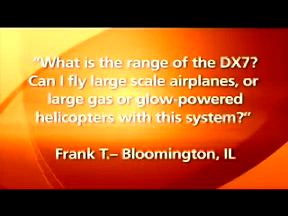 “What is the range of the DX7?
Can I fly large scale airplanes, or
large gas or glow-powered
helicopters with this system?”
Frank T.– Bloomington, IL